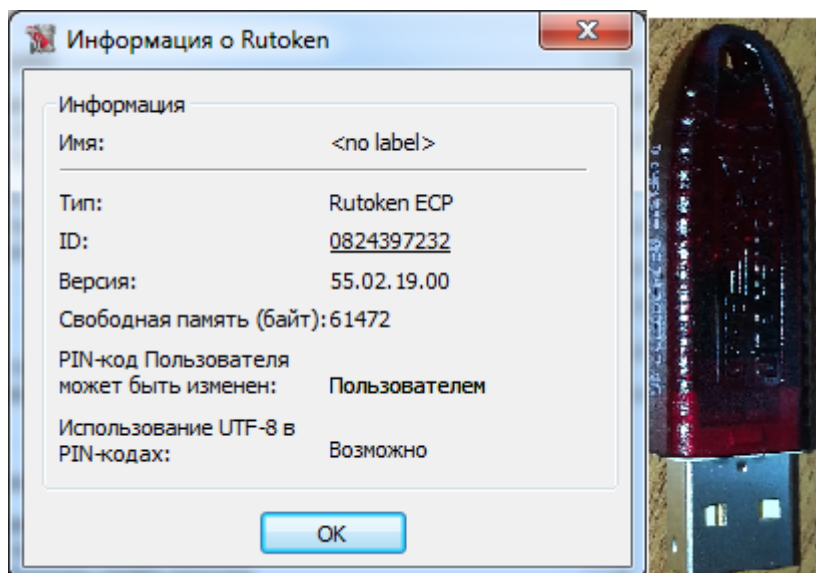 Информация о Rutoken
Информация
Имя: <no label>
Тип: Rutoken ECP
ID: 0824397232
Версия: 55.02.19.00
Свободная память (байт): 61472
PIN-код Пользователя
может быть изменен: Пользователем
Использование UTF-8 в
PIN-кодах: Возможно
OK